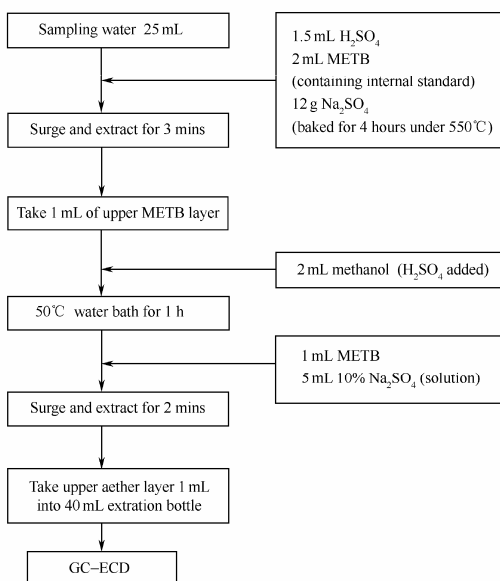 Sampling water 25 mL
1.5 mL H₂SO₄
2 mL METB
(containing internal standard)
12 g Na₂SO₄
(baked for 4 hours under 550℃)
Surge and extract for 3 mins
Take 1 mL of upper METB layer
2 mL methanol (H₂SO₄ added)
50℃ water bath for 1 h
1 mL METB
5 mL 10% Na₂SO₄ (solution)
Surge and extract for 2 mins
Take upper aether layer 1 mL
into 40 mL extration bottle
GC−ECD